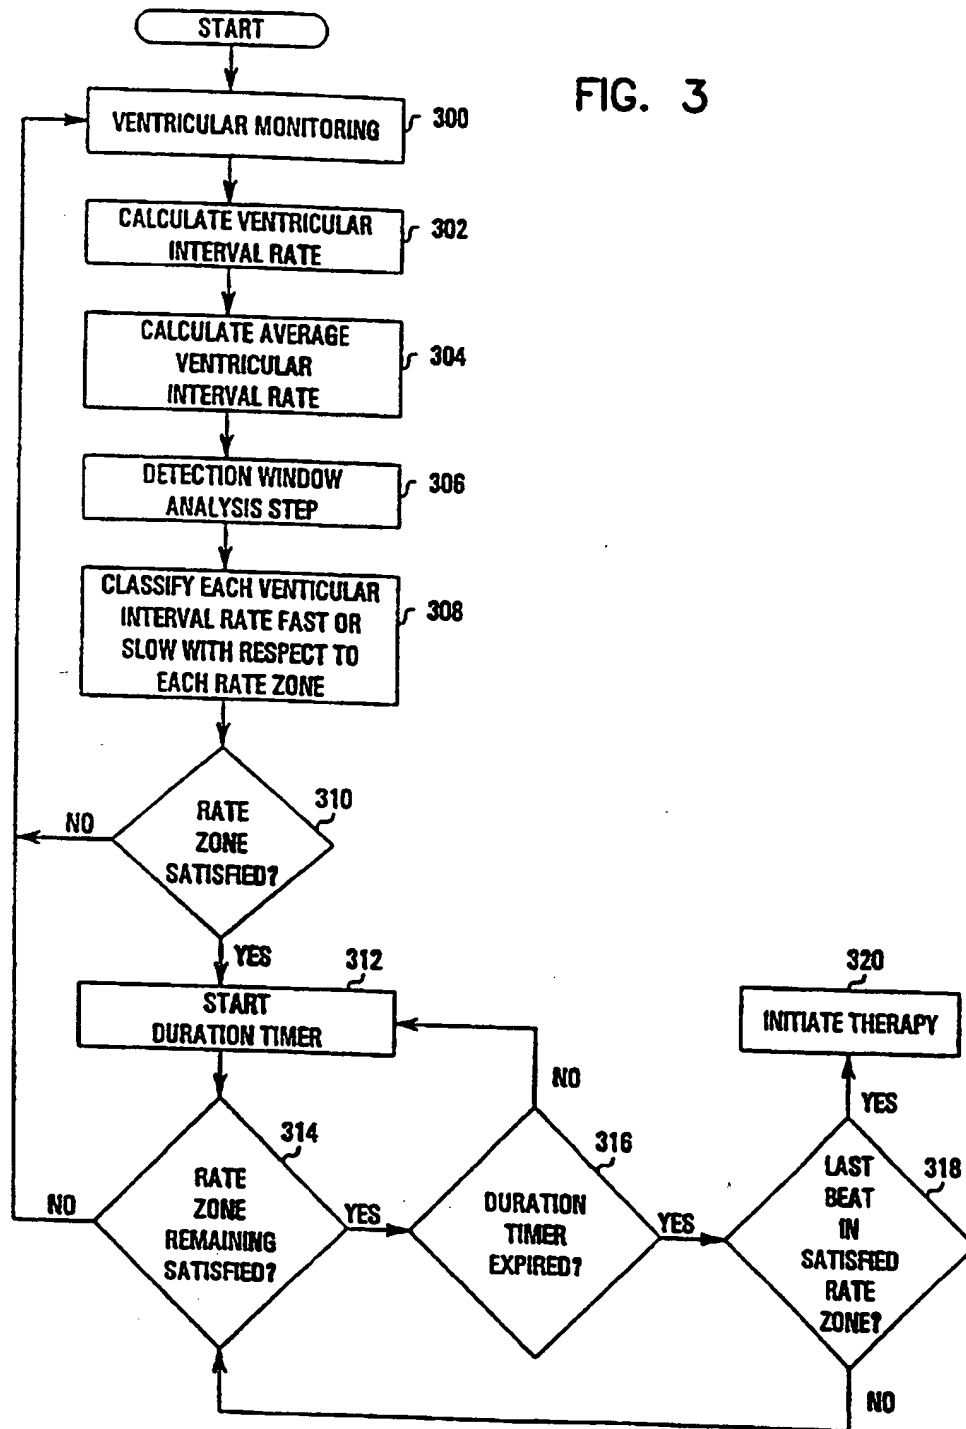 START
FIG. 3
VENTRICULAR MONITORING
300
CALCULATE VENTRICULAR
INTERVAL RATE
302
CALCULATE AVERAGE
VENTRICULAR
INTERVAL RATE
304
DETECTION WINDOW
ANALYSIS STEP
306
CLASSIFY EACH VENTICULAR
INTERVAL RATE FAST OR
SLOW WITH RESPECT TO
EACH RATE ZONE
308
RATE
ZONE
SATISFIED?
310
NO
YES
START
DURATION TIMER
312
RATE
ZONE
REMAINING
SATISFIED?
314
NO
YES
DURATION
TIMER
EXPIRED?
316
NO
YES
LAST
BEAT
IN
SATISFIED
RATE
ZONE?
318
YES
NO
INITIATE THERAPY
320